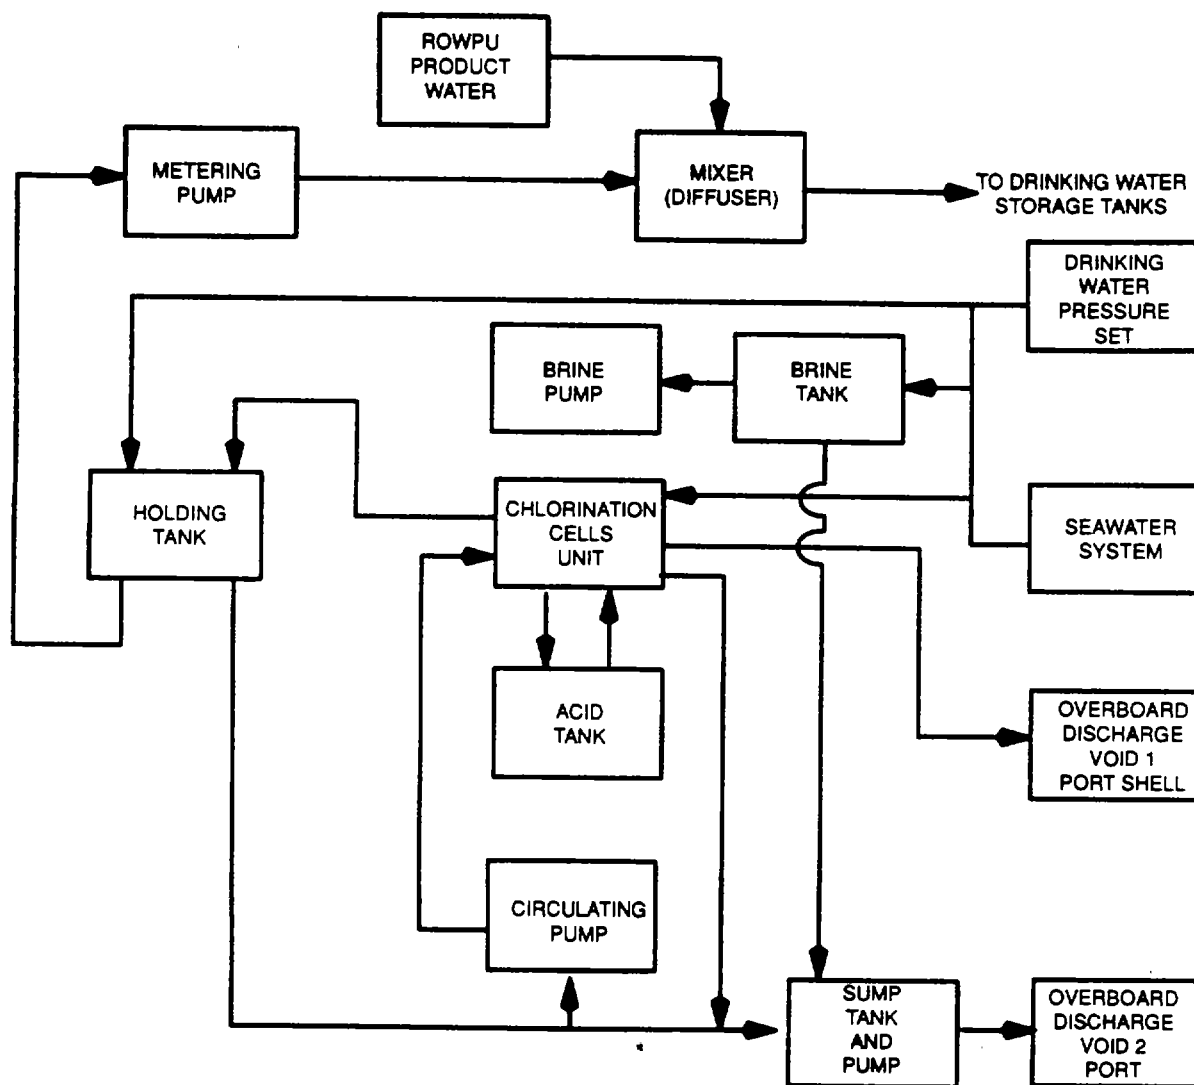 ROWPU
PRODUCT
WATER
METERING
PUMP
MIXER
(DIFFUSER)
TO DRINKING WATER
STORAGE TANKS
DRINKING
WATER
PRESSURE
SET
BRINE
PUMP
BRINE
TANK
HOLDING
TANK
CHLORINATION
CELLS
UNIT
SEAWATER
SYSTEM
ACID
TANK
OVERBOARD
DISCHARGE
VOID 1
PORT SHELL
CIRCULATING
PUMP
SUMP
TANK
AND
PUMP
OVERBOARD
DISCHARGE
VOID 2
PORT